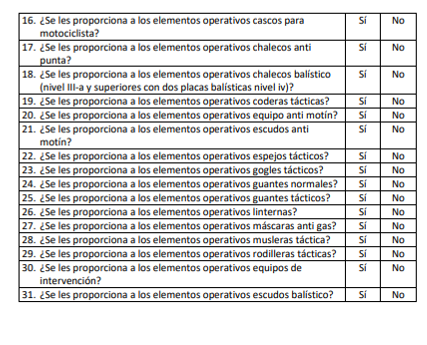 16. ¿Se les proporciona a los elementos operativos cascos para Sí No
motociclista?
17. ¿Se les proporciona a los elementos operativos chalecos anti Sí No
punta?
18. ¿Se les proporciona a los elementos operativos chalecos balístico Sí No
(nivel III-a y superiores con dos placas balísticas nivel iv)?
19. ¿Se les proporciona a los elementos operativos coderas tácticas? Sí No
20. ¿Se les proporciona a los elementos operativos equipo anti motín? Sí No
21. ¿Se les proporciona a los elementos operativos escudos anti Sí No
motín?
22. ¿Se les proporciona a los elementos operativos espejos tácticos? Sí No
23. ¿Se les proporciona a los elementos operativos gogles tácticos? Sí No
24. ¿Se les proporciona a los elementos operativos guantes normales? Sí No
25. ¿Se les proporciona a los elementos operativos guantes tácticos? Sí No
26. ¿Se les proporciona a los elementos operativos linternas? Sí No
27. ¿Se les proporciona a los elementos operativos máscaras anti gas? Sí No
28. ¿Se les proporciona a los elementos operativos musleras táctica? Sí No
29. ¿Se les proporciona a los elementos operativos rodilleras tácticas? Sí No
30. ¿Se les proporciona a los elementos operativos equipos de Sí No
intervención?
31. ¿Se les proporciona a los elementos operativos escudos balístico? Sí No